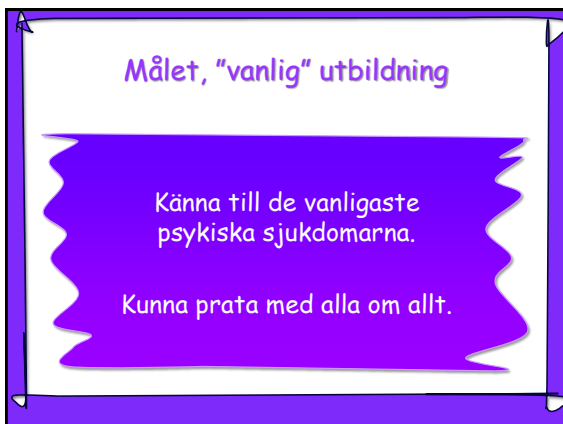 Målet, ”vanlig” utbildning
Känna till de vanligaste
psykiska sjukdomarna.
Kunna prata med alla om allt.